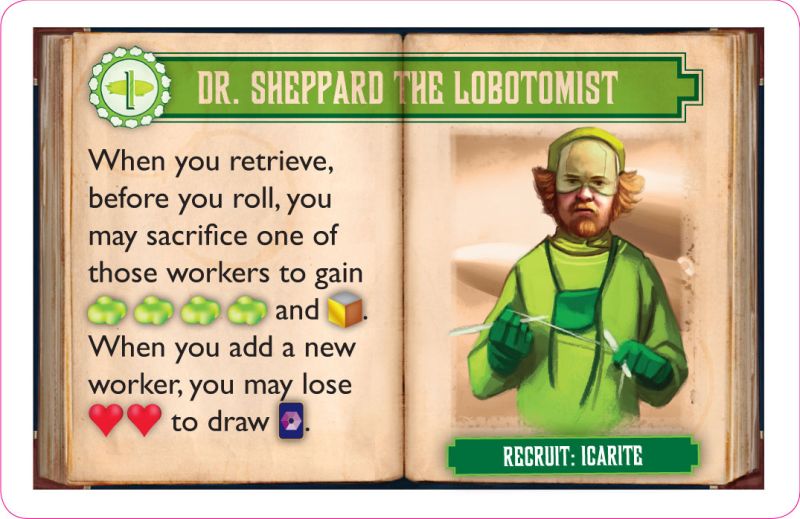 DR. SHEPPARD THE LOBOTOMIST
When you retrieve,
before you roll, you
may sacrifice one of
those workers to gain
and .
When you add a new
worker, you may lose
to draw .
RECRUIT: ICARITE